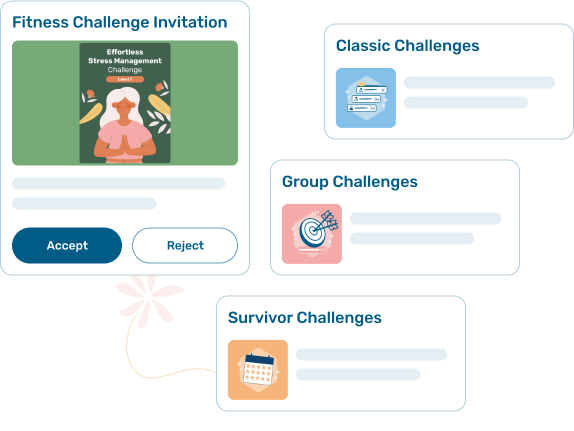 Fitness Challenge Invitation
Effortless
Stress Management
Challenge
Level 1
Accept
Reject
Classic Challenges
Group Challenges
Survivor Challenges